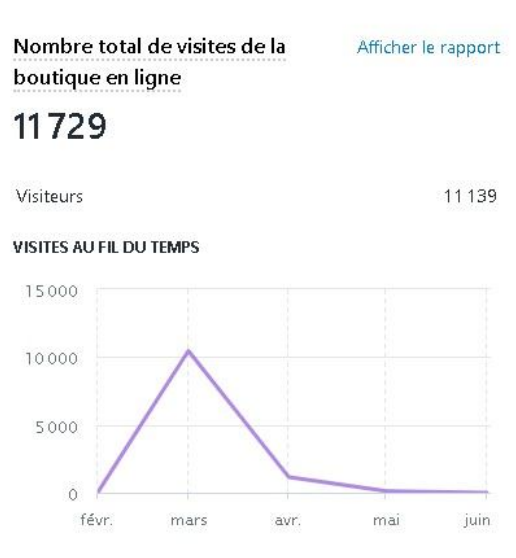 Nombre total de visites de la
boutique en ligne
Afficher le rapport
11 729
Visiteurs
11 139
VISITES AU FIL DU TEMPS
15 000
10 000
5 000
0
févr.
mars
avr.
mai
juin